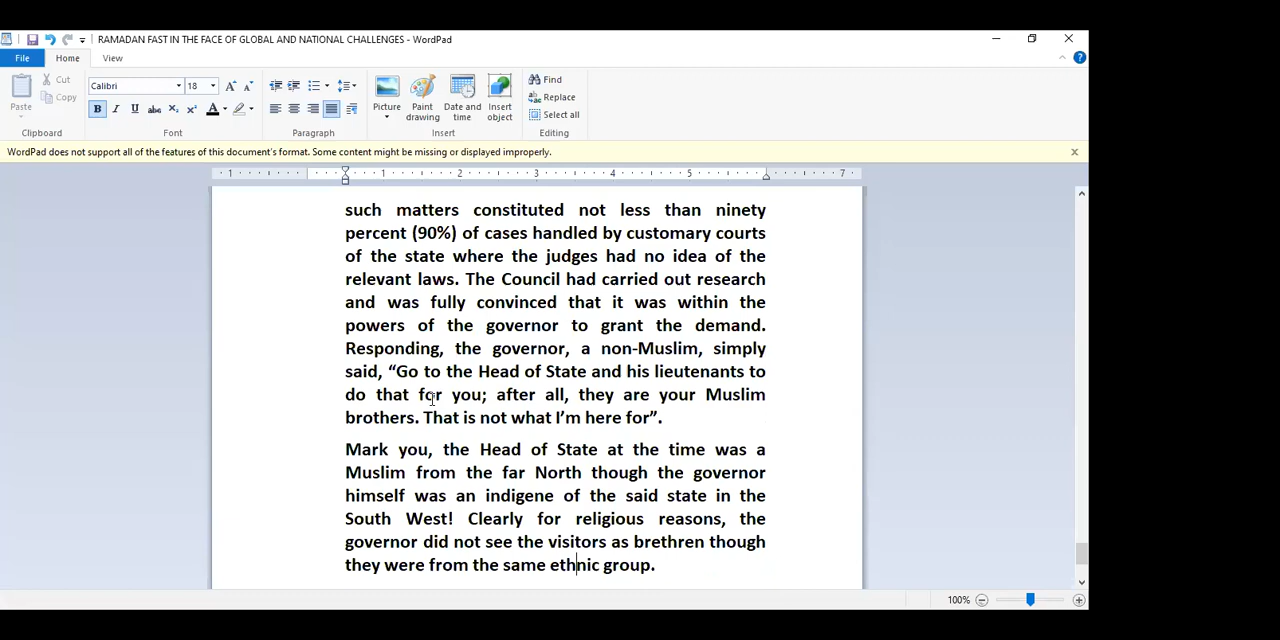 RAMADAN FAST IN THE FACE OF GLOBAL AND NATIONAL CHALLENGES - WordPad
File Home View
Paste Cut Copy
Clipboard
Calibri 18
Font
Paragraph
Picture Paint drawing Date and time Insert object
Insert
Find
Replace
Select all
Editing
WordPad does not support all of the features of this document's format. Some content might be missing or displayed improperly.
1 1 2 3 4 5 7
such matters constituted not less than ninety
percent (90%) of cases handled by customary courts
of the state where the judges had no idea of the
relevant laws. The Council had carried out research
and was fully convinced that it was within the
powers of the governor to grant the demand.
Responding, the governor, a non-Muslim, simply
said, “Go to the Head of State and his lieutenants to
do that for you; after all, they are your Muslim
brothers. That is not what I’m here for”.
Mark you, the Head of State at the time was a
Muslim from the far North though the governor
himself was an indigene of the said state in the
South West! Clearly for religious reasons, the
governor did not see the visitors as brethren though
they were from the same ethnic group.
100%